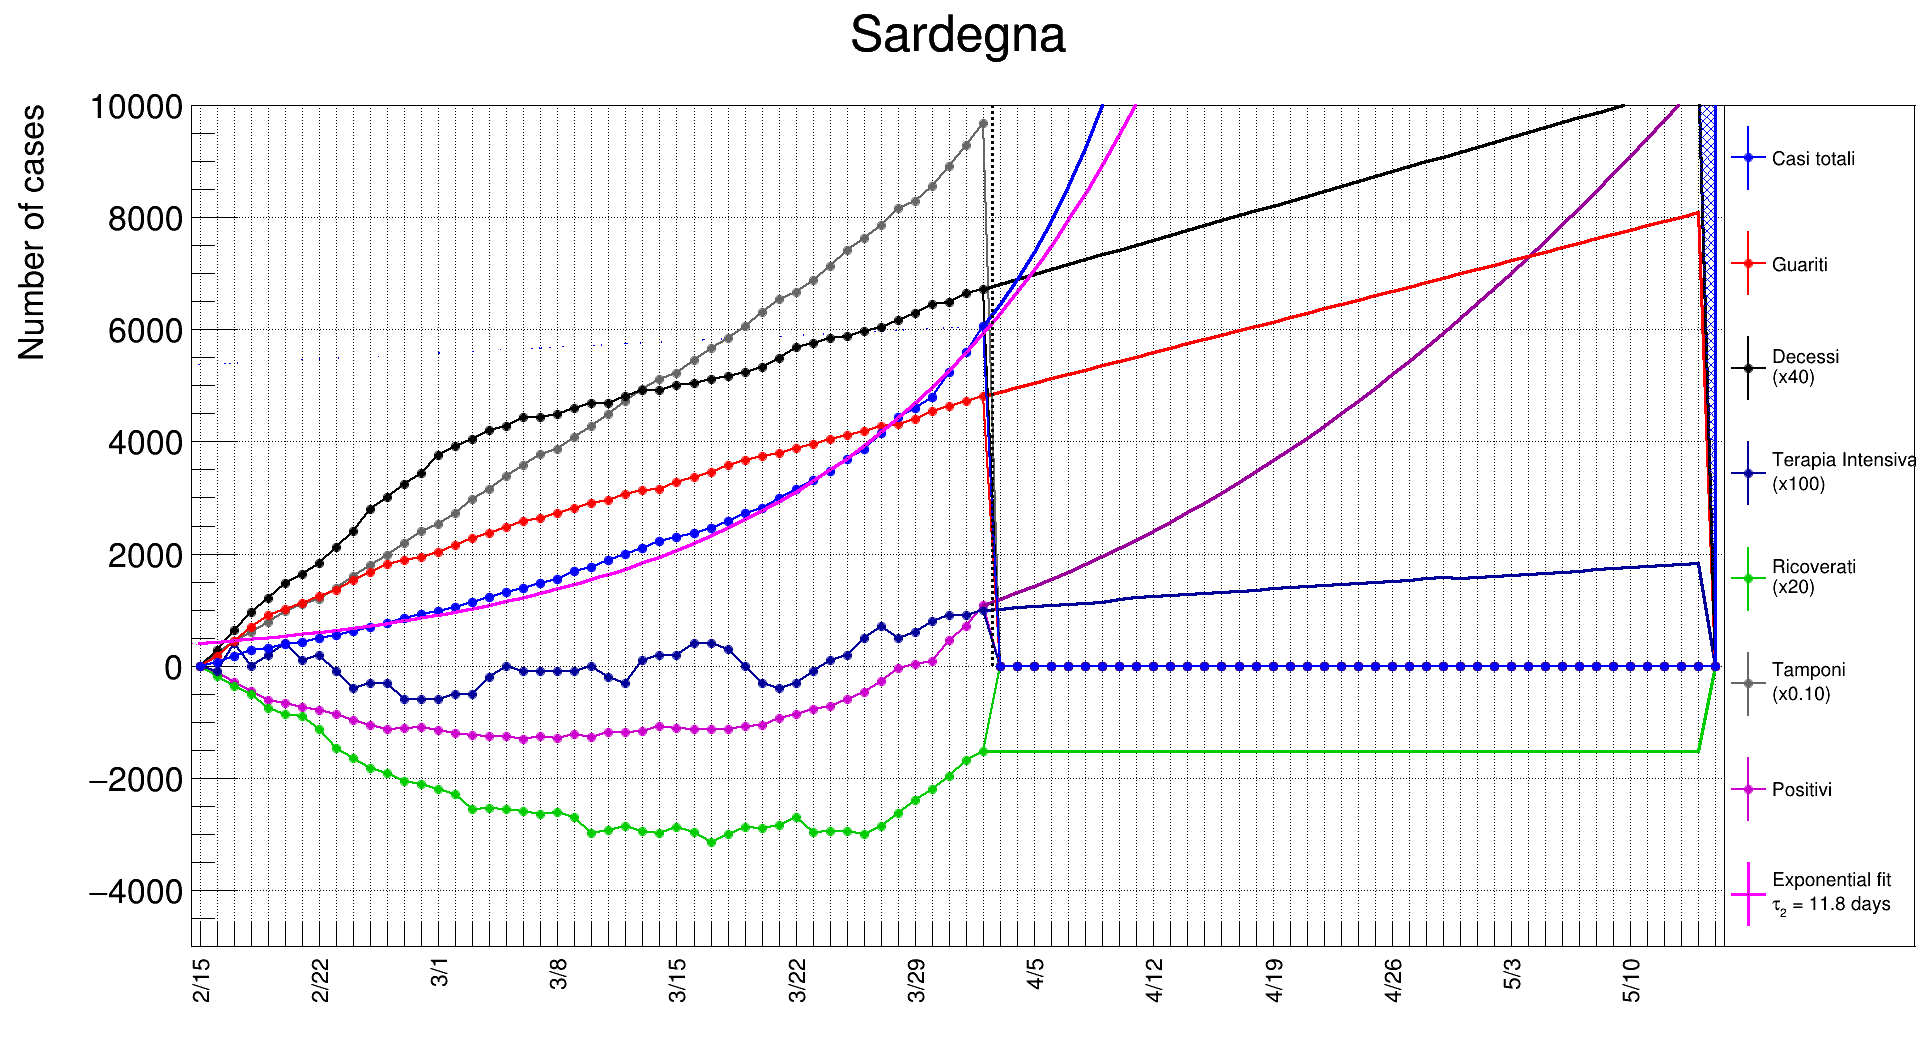 Sardegna
Number of cases
10000
8000
6000
4000
2000
0
−2000
−4000
2/15
2/22
3/1
3/8
3/15
3/22
3/29
4/5
4/12
4/19
4/26
5/3
5/10
Casi totali
Guariti
Decessi
(x40)
Terapia Intensiva
(x100)
Ricoverati
(x20)
Tamponi
(x0.10)
Positivi
Exponential fit
τ2 = 11.8 days